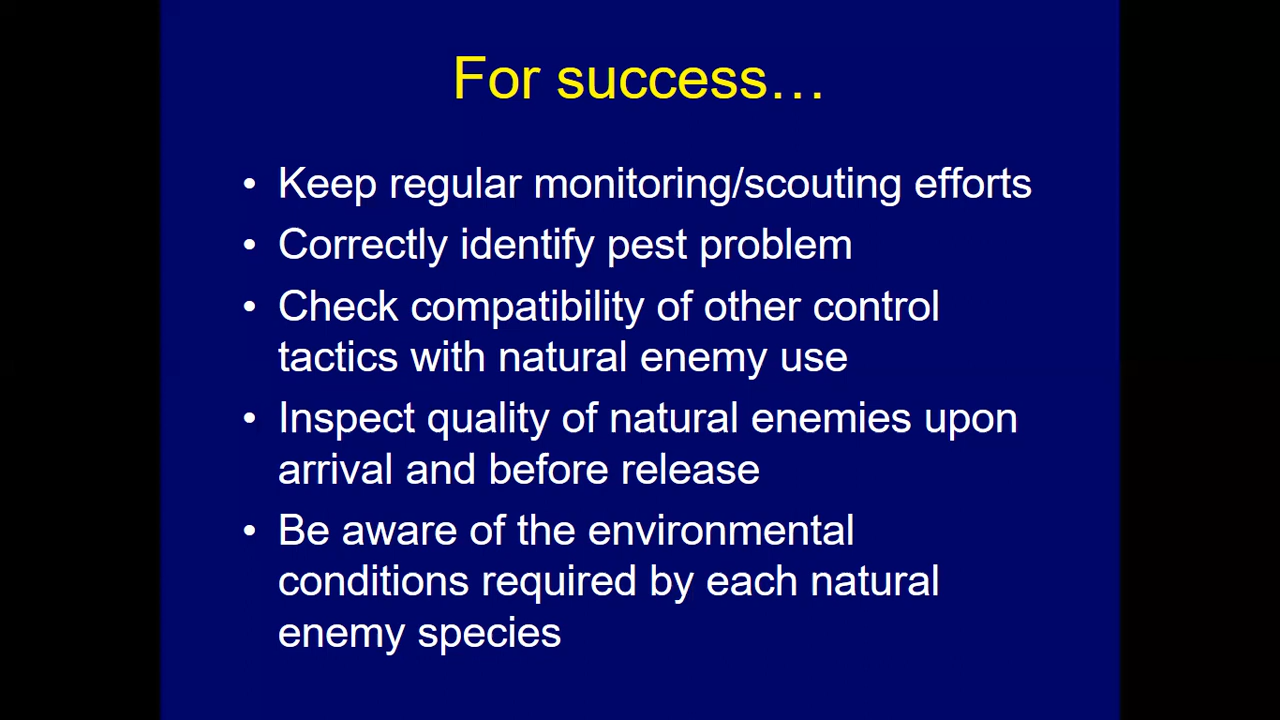 For success…
• Keep regular monitoring/scouting efforts
• Correctly identify pest problem
• Check compatibility of other control
tactics with natural enemy use
• Inspect quality of natural enemies upon
arrival and before release
• Be aware of the environmental
conditions required by each natural
enemy species